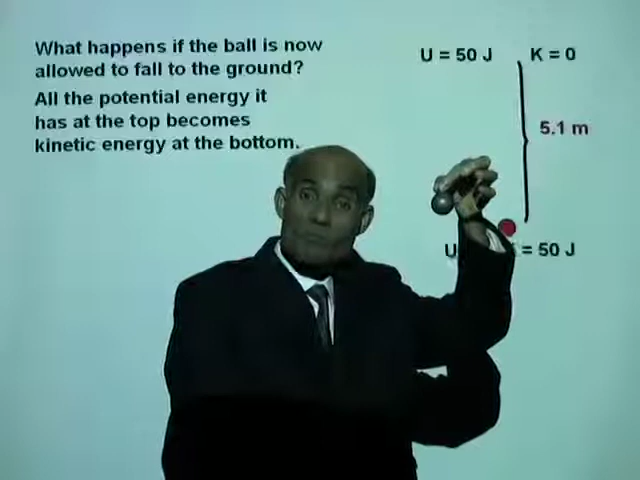 What happens if the ball is now
allowed to fall to the ground?
All the potential energy it
has at the top becomes
kinetic energy at the bottom.
U = 50 J K = 0
5.1 m
U = 50 J